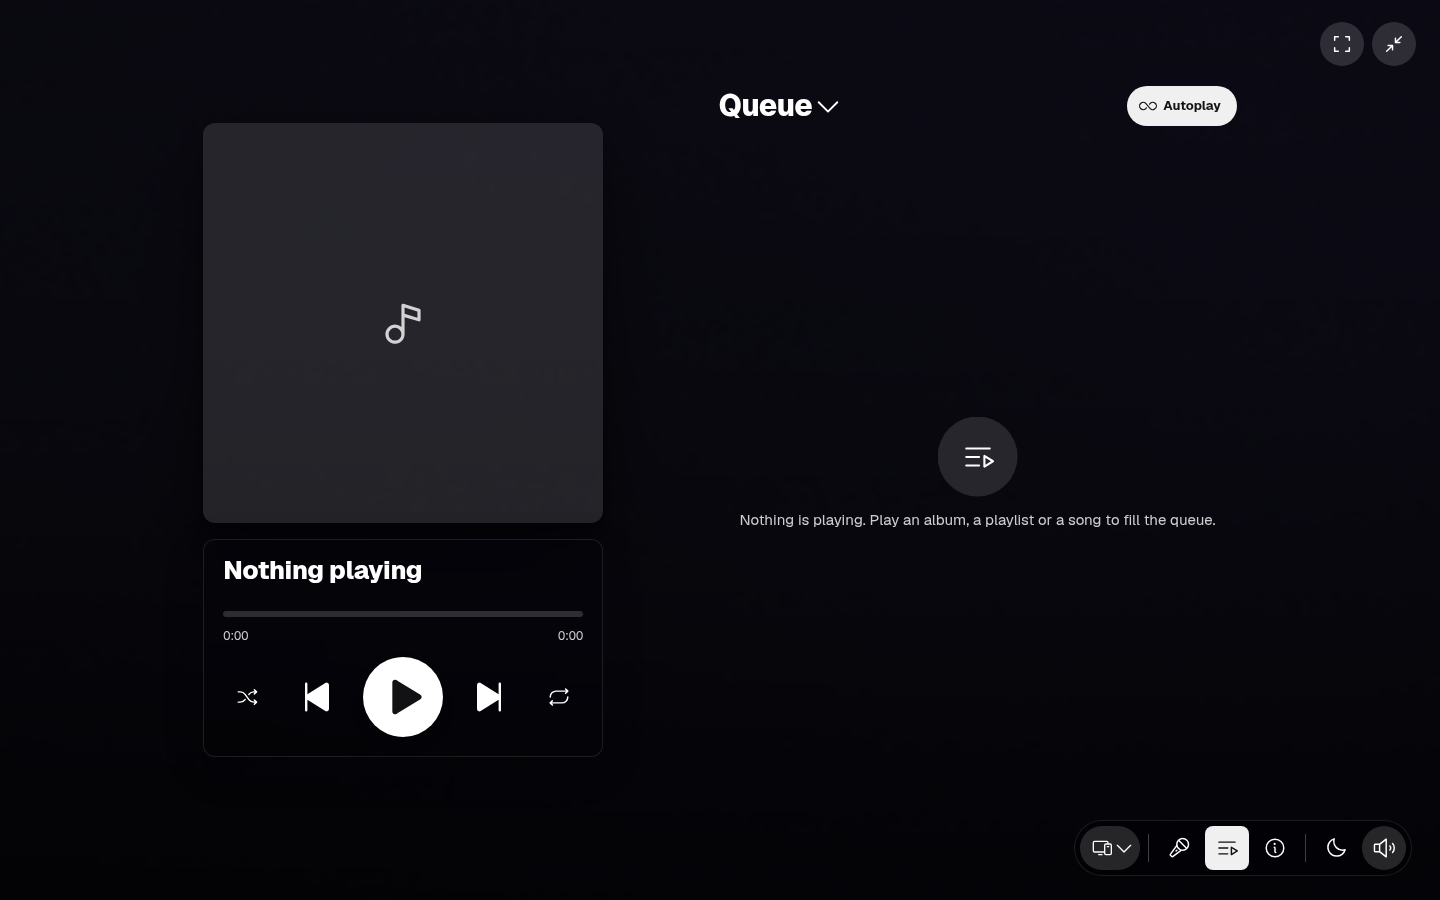 Queue
Autoplay
Nothing is playing. Play an album, a playlist or a song to fill the queue.
Nothing playing
0:00
0:00